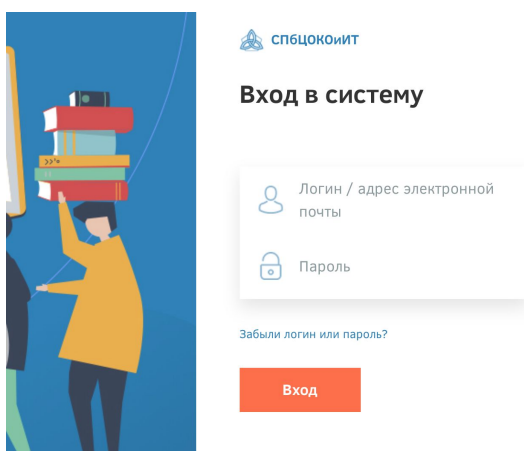 СПбЦОКОиИТ
Вход в систему
Логин / адрес электронной
почты
Пароль
Забыли логин или пароль?
Вход